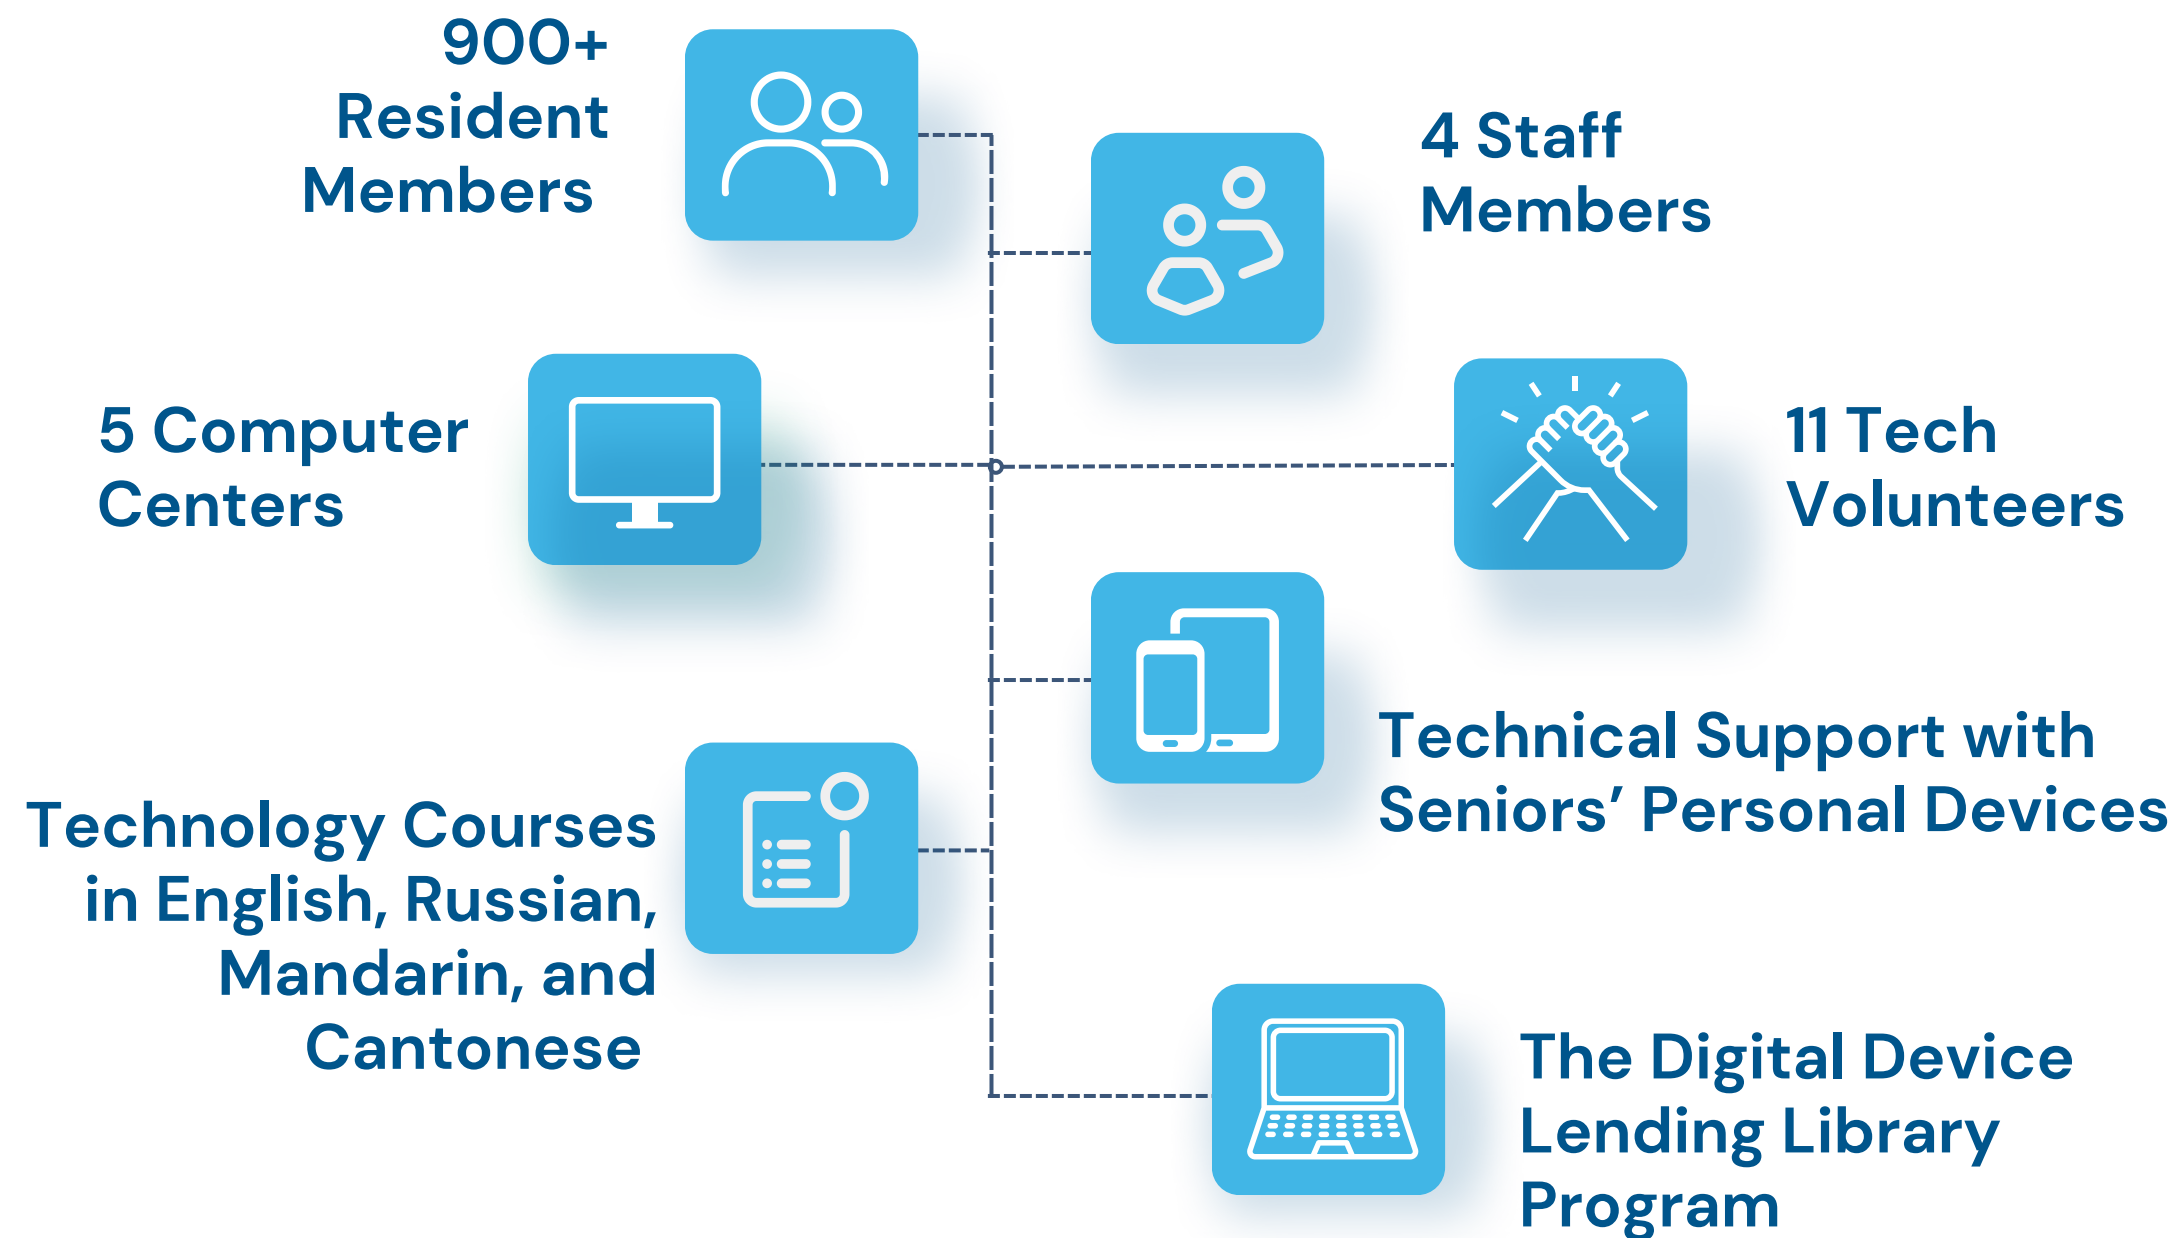 900+
Resident
Members
4 Staff
Members
5 Computer
Centers
11 Tech
Volunteers
Technical Support with
Seniors’ Personal Devices
Technology Courses
in English, Russian,
Mandarin, and
Cantonese
The Digital Device
Lending Library
Program